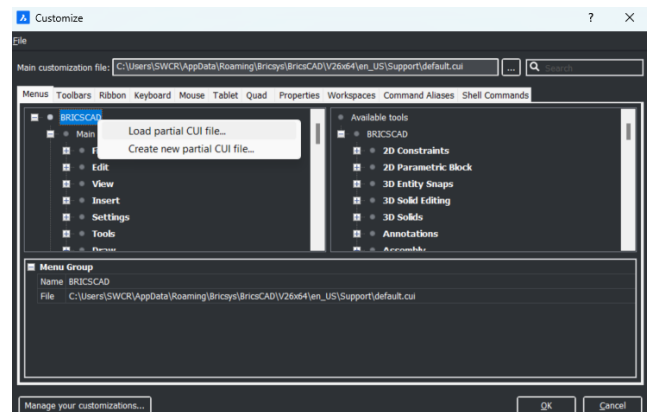 Customize
File
Main customization file: C:\Users\SWCR\AppData\Roaming\Bricsys\BricsCAD\V26x64\en_US\Support\default.cui ... Search
Menus Toolbars Ribbon Keyboard Mouse Tablet Quad Properties Workspaces Command Aliases Shell Commands
BRICSCAD
Main
Load partial CUI file...
Create new partial CUI file...
Edit
View
Insert
Settings
Tools
Draw
Available tools
BRICSCAD
2D Constraints
2D Parametric Block
3D Entity Snaps
3D Solid Editing
3D Solids
Annotations
Assembly
Menu Group
Name BRICSCAD
File C:\Users\SWCR\AppData\Roaming\Bricsys\BricsCAD\V26x64\en_US\Support\default.cui
Manage your customizations... OK Cancel